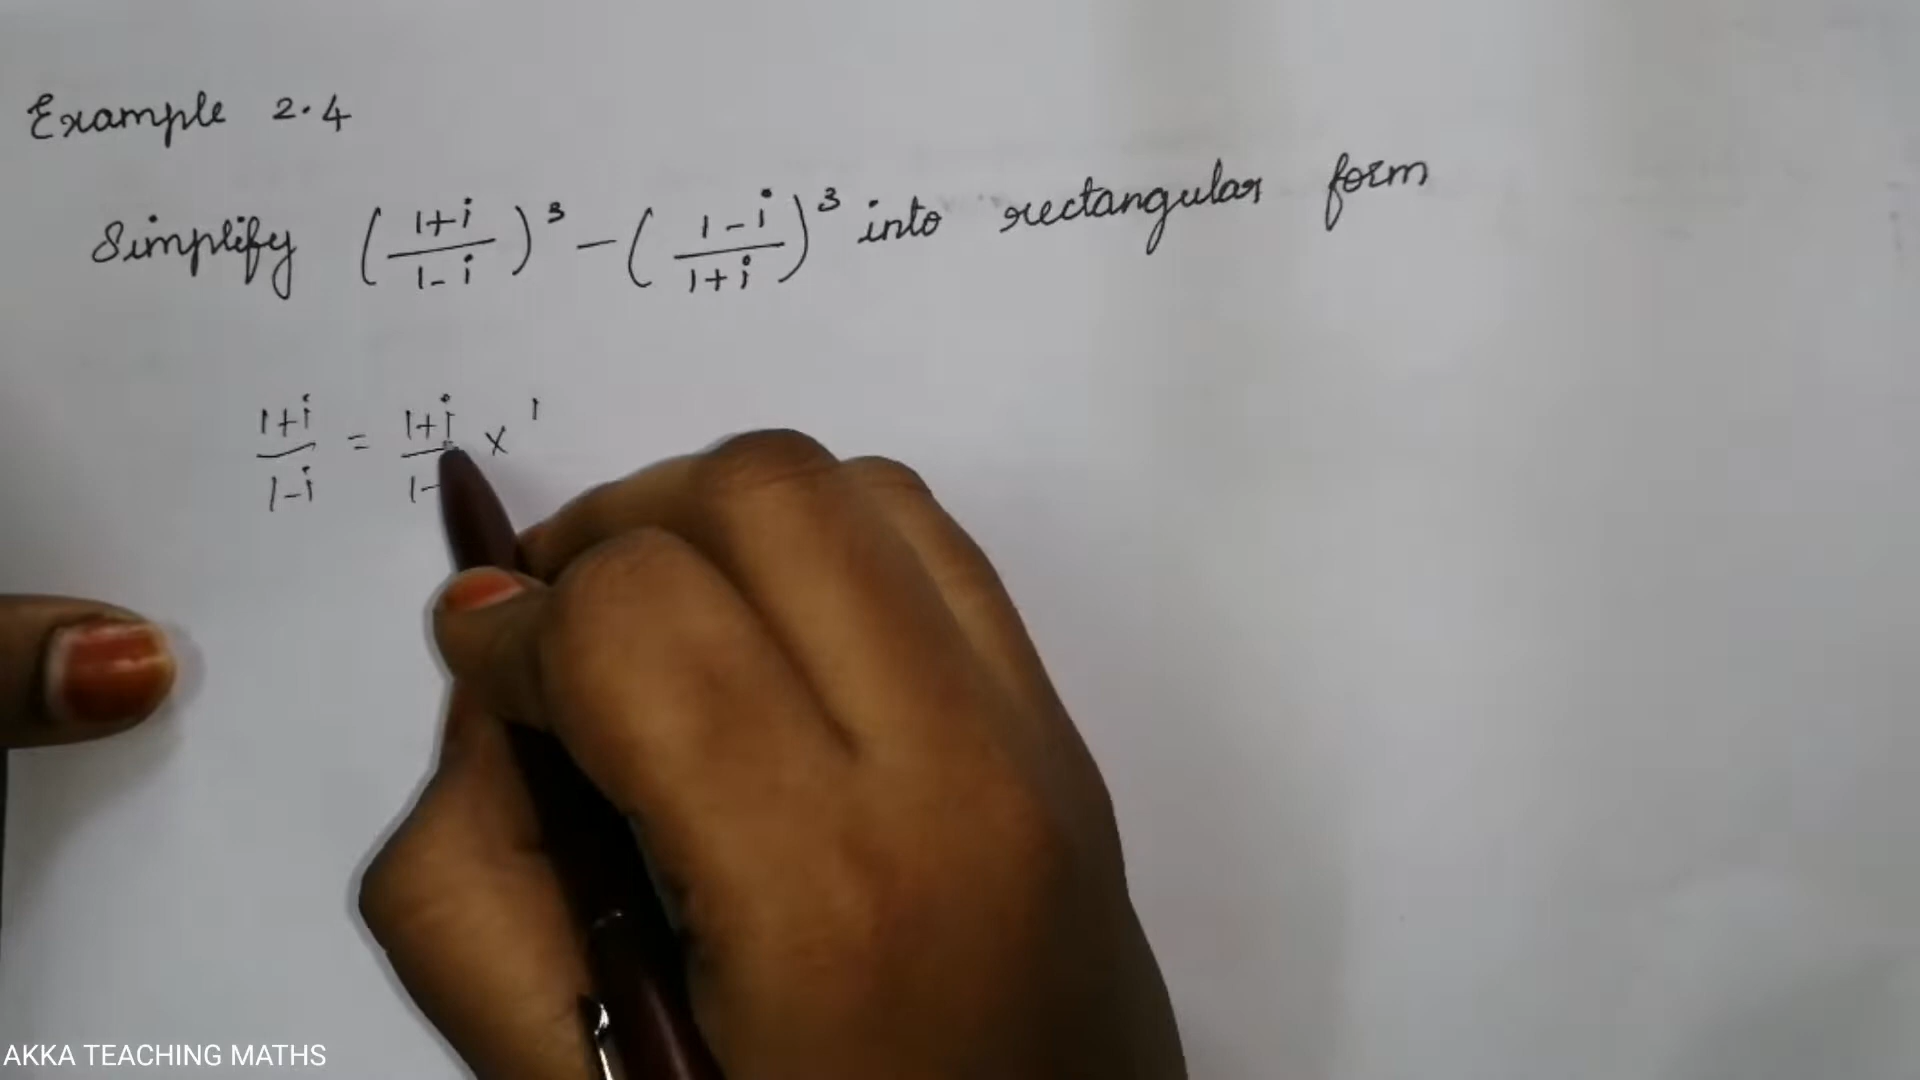 Example 2.4
Simplify (1+i/1-i)³ - (1-i/1+i)³ into rectangular form
1+i/1-i = 1+i/1- × 1
AKKA TEACHING MATHS